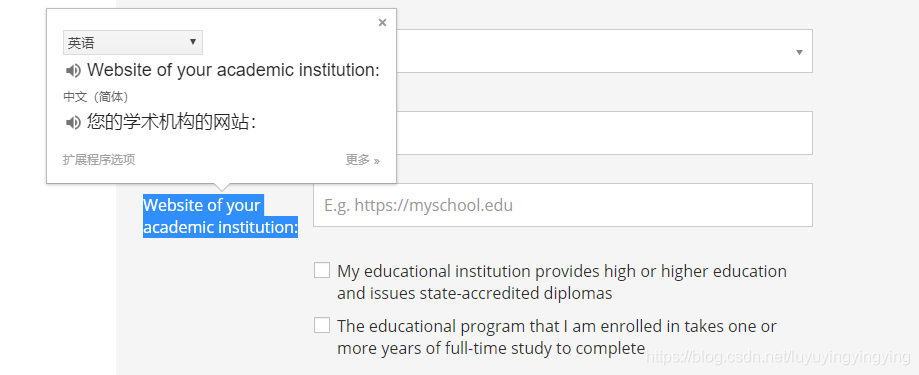 英语
Website of your academic institution:
中文（简体）
您的学术机构的网站：
扩展程序选项
更多 »
Website of your
academic institution:
E.g. https://myschool.edu
My educational institution provides high or higher education
and issues state-accredited diplomas
The educational program that I am enrolled in takes one or
more years of full-time study to complete
https://blog.csdn.net/luyuyingyingying